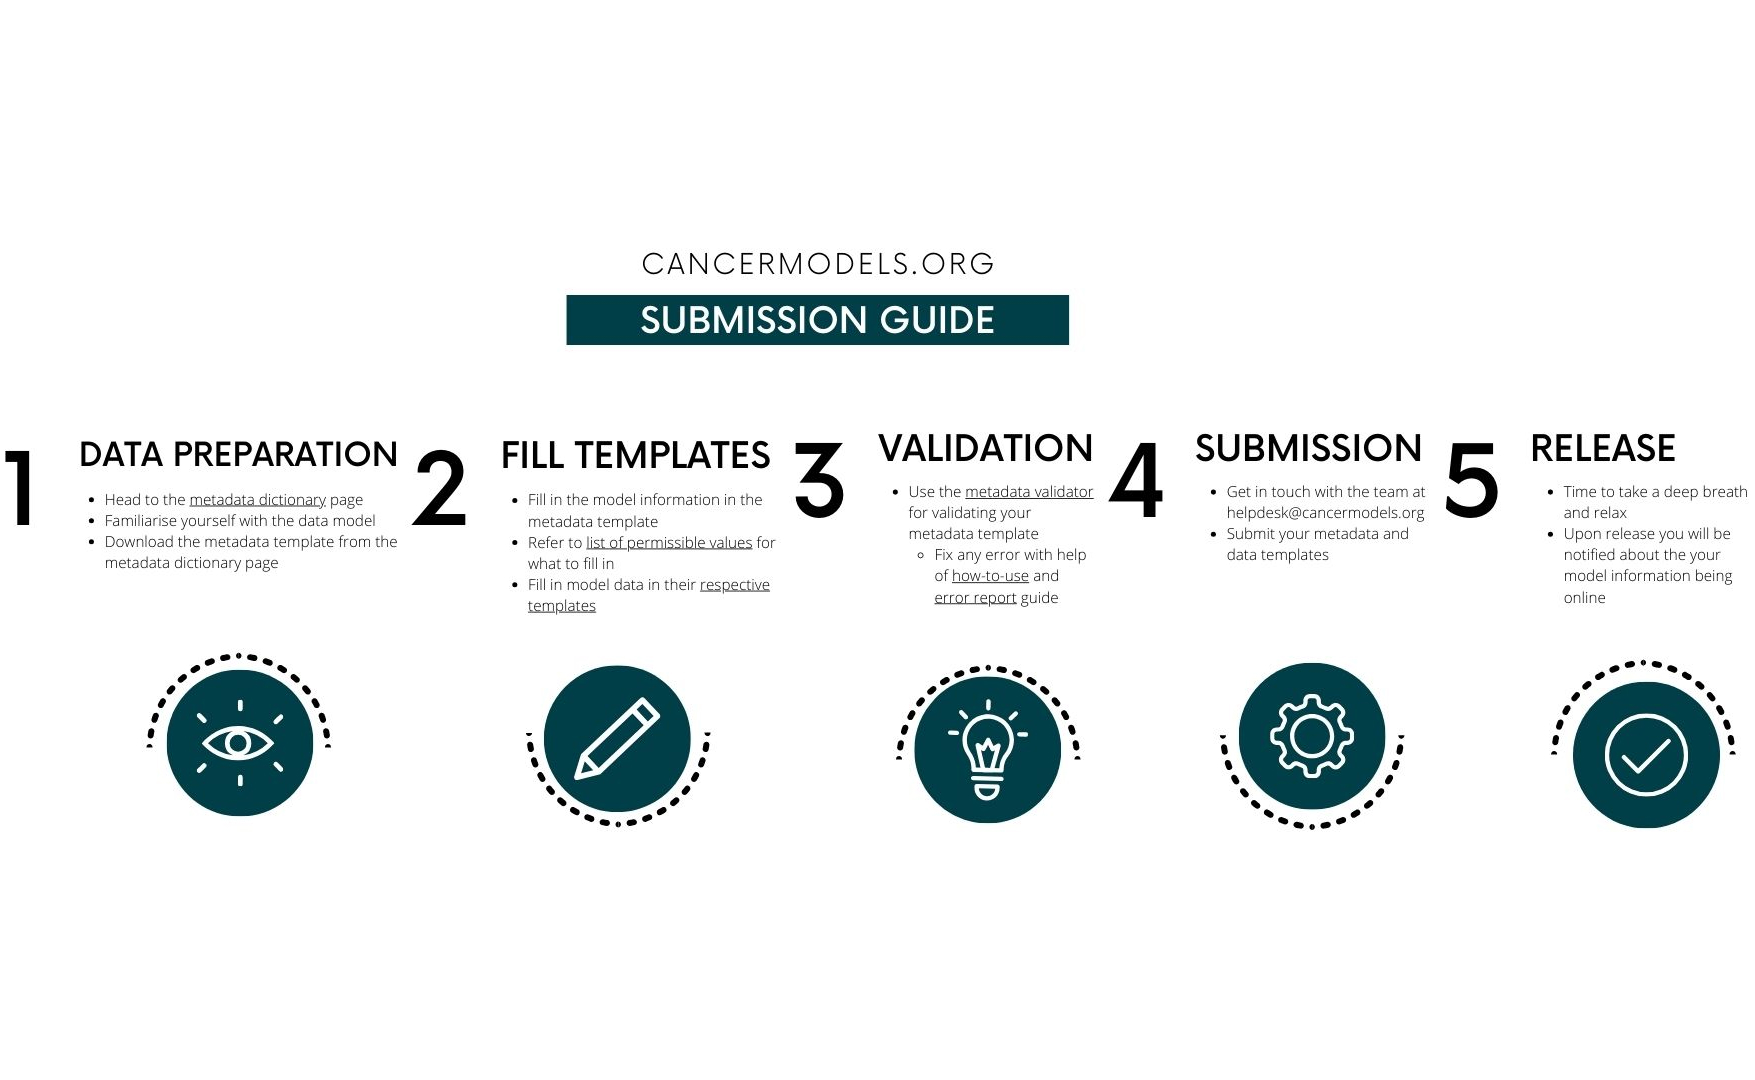 CANCERMODELS.ORG
SUBMISSION GUIDE
1
DATA PREPARATION
• Head to the metadata dictionary page
• Familiarise yourself with the data model
• Download the metadata template from the
metadata dictionary page
2
FILL TEMPLATES
• Fill in the model information in the
metadata template
• Refer to list of permissible values for
what to fill in
• Fill in model data in their respective
templates
3
VALIDATION
• Use the metadata validator
for validating your
metadata template
◦ Fix any error with help
of how-to-use and
error report guide
4
SUBMISSION
• Get in touch with the team at
helpdesk@cancermodels.org
• Submit your metadata and
data templates
5
RELEASE
• Time to take a deep breath
and relax
• Upon release you will be
notified about the your
model information being
online